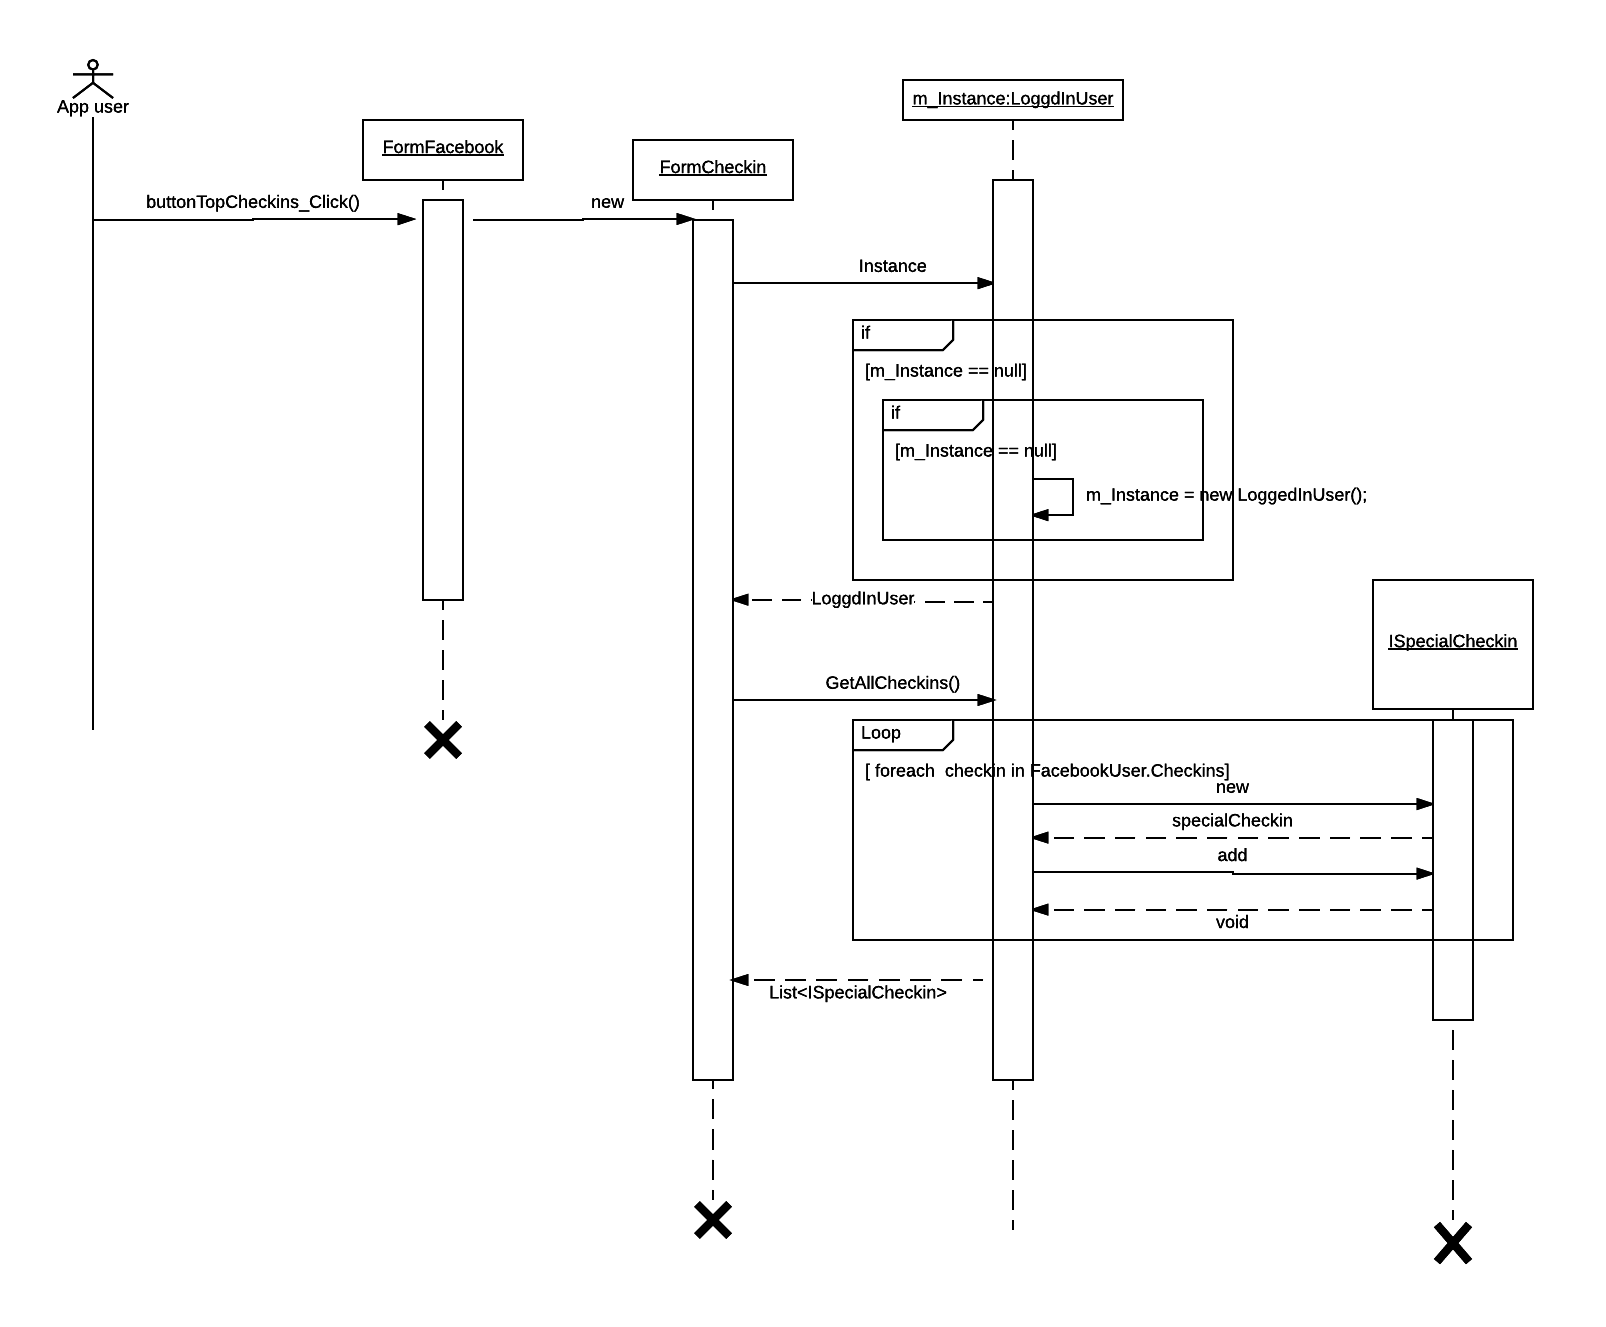 App user
m_Instance:LoggdInUser
FormFacebook
FormCheckin
buttonTopCheckins_Click()
new
Instance
if
[m_Instance == null]
if
[m_Instance == null]
m_Instance = new LoggedInUser();
LoggdInUser
ISpecialCheckin
GetAllCheckins()
Loop
[ foreach  checkin in FacebookUser.Checkins]
new
specialCheckin
add
void
List<ISpecialCheckin>